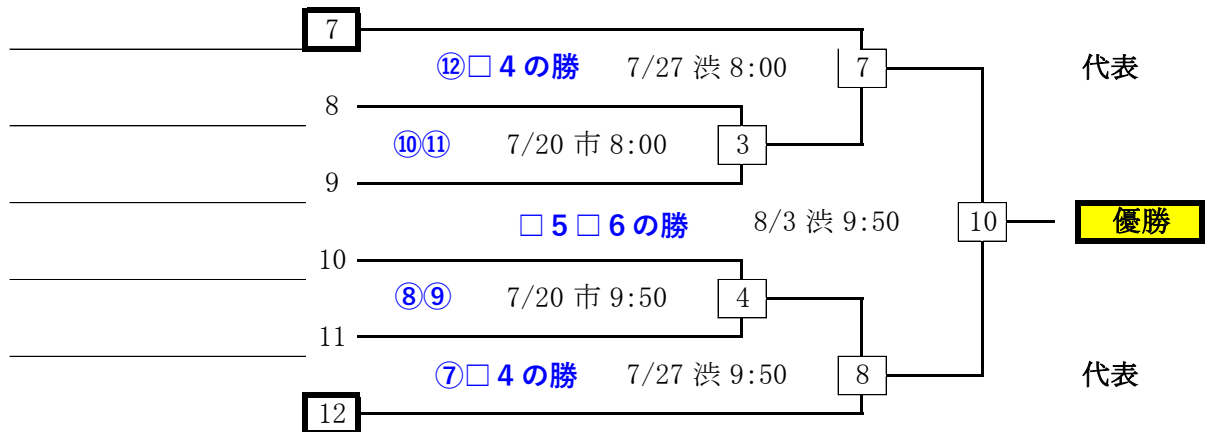 7
⑫□４の勝 7/27 渋 8:00 7 代表
8
⑩⑪ 7/20 市 8:00 3
9
□５□６の勝 8/3 渋 9:50 10 優勝
10
⑧⑨ 7/20 市 9:50 4
11
⑦□４の勝 7/27 渋 9:50 8 代表
12